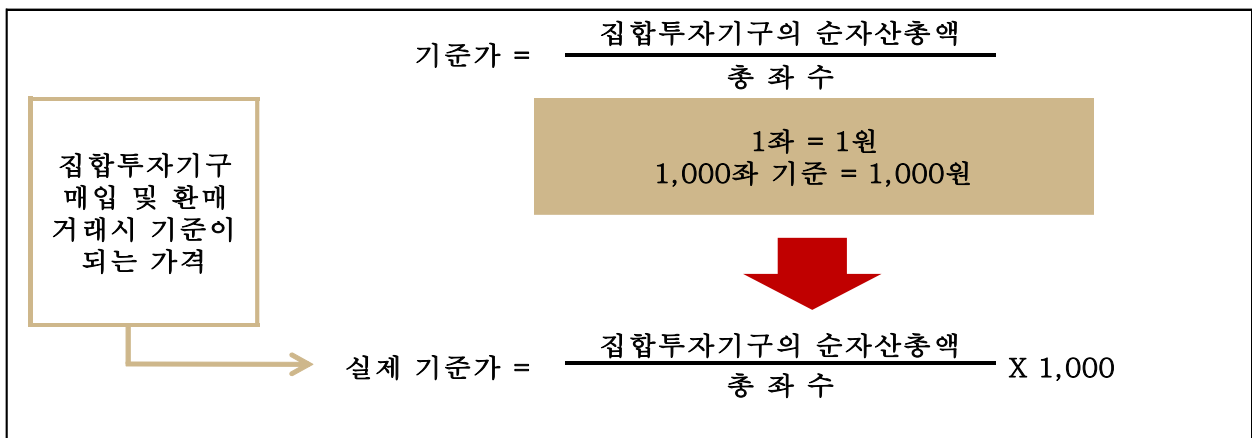 기준가 =
집합투자기구의 순자산총액
총 좌 수
1좌 = 1원
1,000좌 기준 = 1,000원
집합투자기구
매입 및 환매
거래시 기준이
되는 가격
실제 기준가 =
집합투자기구의 순자산총액
총 좌 수
X 1,000